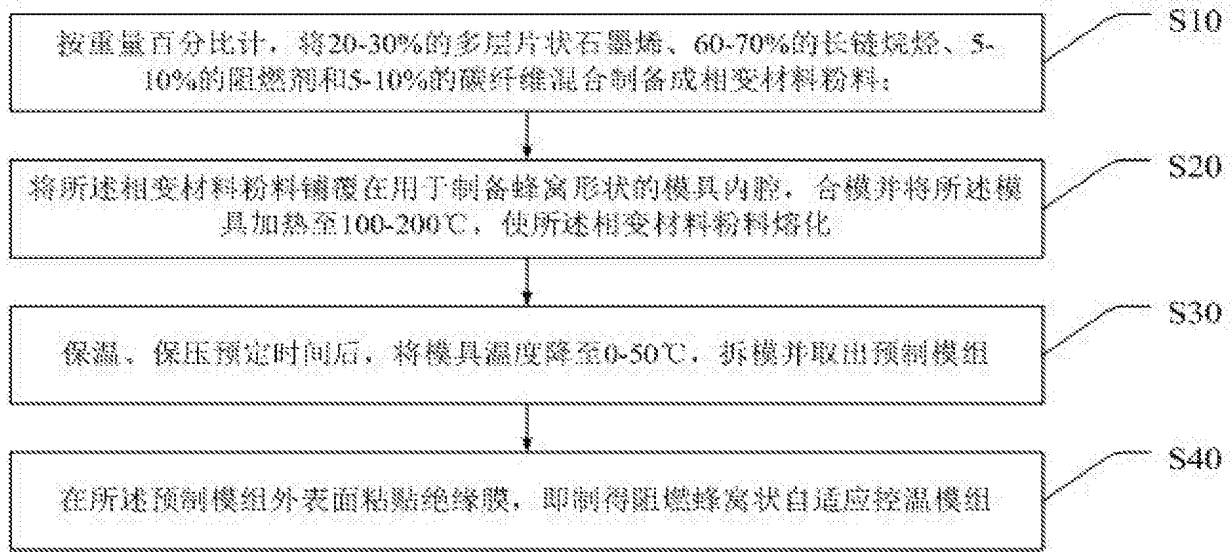 按重量百分比计，将20-30%的多层片状石墨烯、60-70%的长链烷烃、5-
10%的阻燃剂和5-10%的碳纤维混合制备成相变材料粉料；
S10
将所述相变材料粉料铺覆在用于制备蜂窝形状的模具内腔，合模并将所述模
具加热至100-200℃，使所述相变材料粉料熔化
S20
保温、保压预定时间后，将模具温度降至0-50℃，拆模并取出预制模组
S30
在所述预制模组外表面粘贴绝缘膜，即制得阻燃蜂窝状自适应控温模组
S40